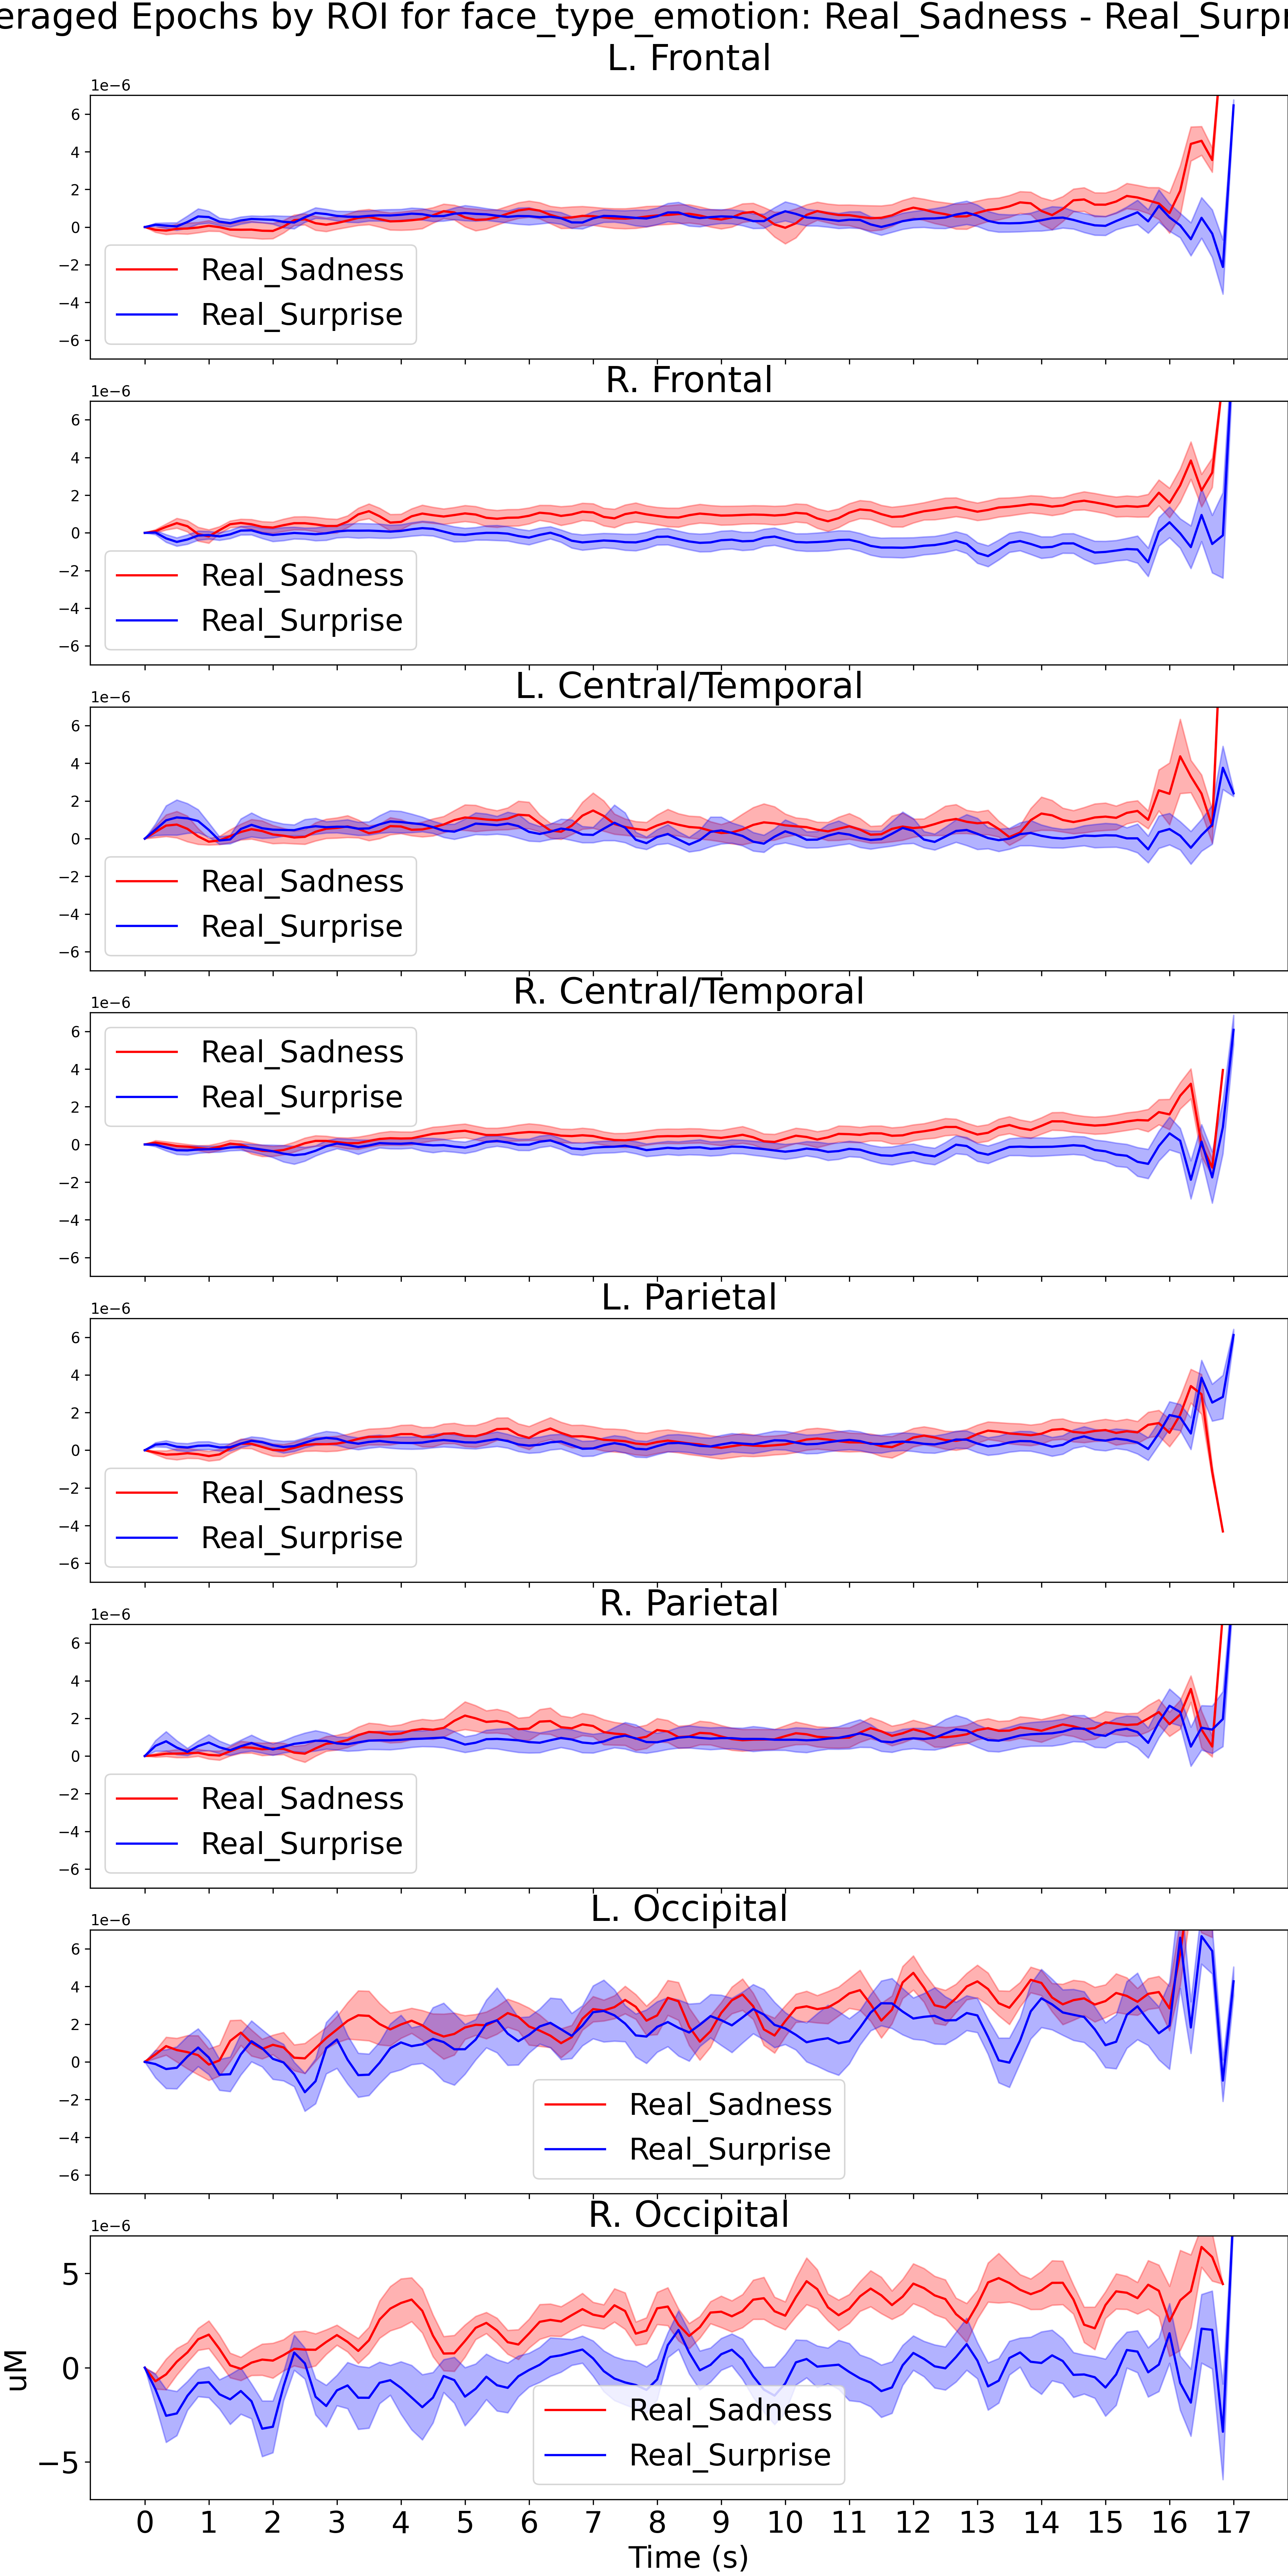 eraged Epochs by ROI for face_type_emotion: Real_Sadness - Real_Surpr
L. Frontal
1e−6
6
4
2
0
−2
−4
−6
Real_Sadness
Real_Surprise
R. Frontal
1e−6
6
4
2
0
−2
−4
−6
Real_Sadness
Real_Surprise
L. Central/Temporal
1e−6
6
4
2
0
−2
−4
−6
Real_Sadness
Real_Surprise
R. Central/Temporal
1e−6
6
4
2
0
−2
−4
−6
Real_Sadness
Real_Surprise
L. Parietal
1e−6
6
4
2
0
−2
−4
−6
Real_Sadness
Real_Surprise
R. Parietal
1e−6
6
4
2
0
−2
−4
−6
Real_Sadness
Real_Surprise
L. Occipital
1e−6
6
4
2
0
−2
−4
−6
Real_Sadness
Real_Surprise
R. Occipital
1e−6
5
0
−5
uM
Real_Sadness
Real_Surprise
0 1 2 3 4 5 6 7 8 9 10 11 12 13 14 15 16 17
Time (s)